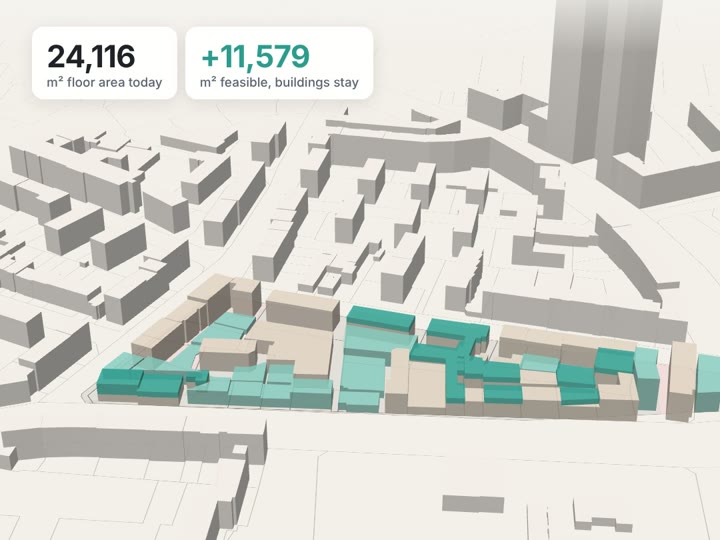 24,116
m² floor area today
+11,579
m² feasible, buildings stay